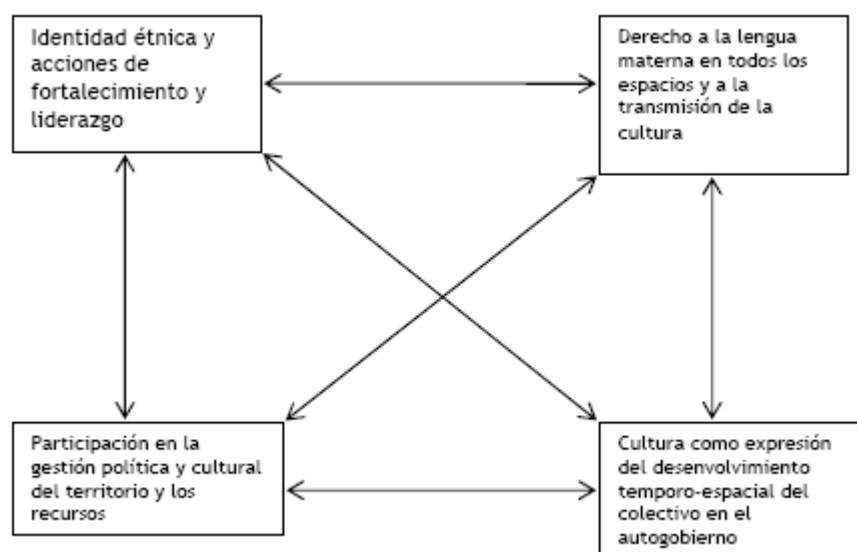 Identidad étnica y
acciones de
fortalecimiento y
liderazgo
Derecho a la lengua
materna en todos los
espacios y a la
transmisión de la
cultura
Participación en la
gestión política y cultural
del territorio y los
recursos
Cultura como expresión
del desenvolvimiento
temporo-espacial del
colectivo en el
autogobierno